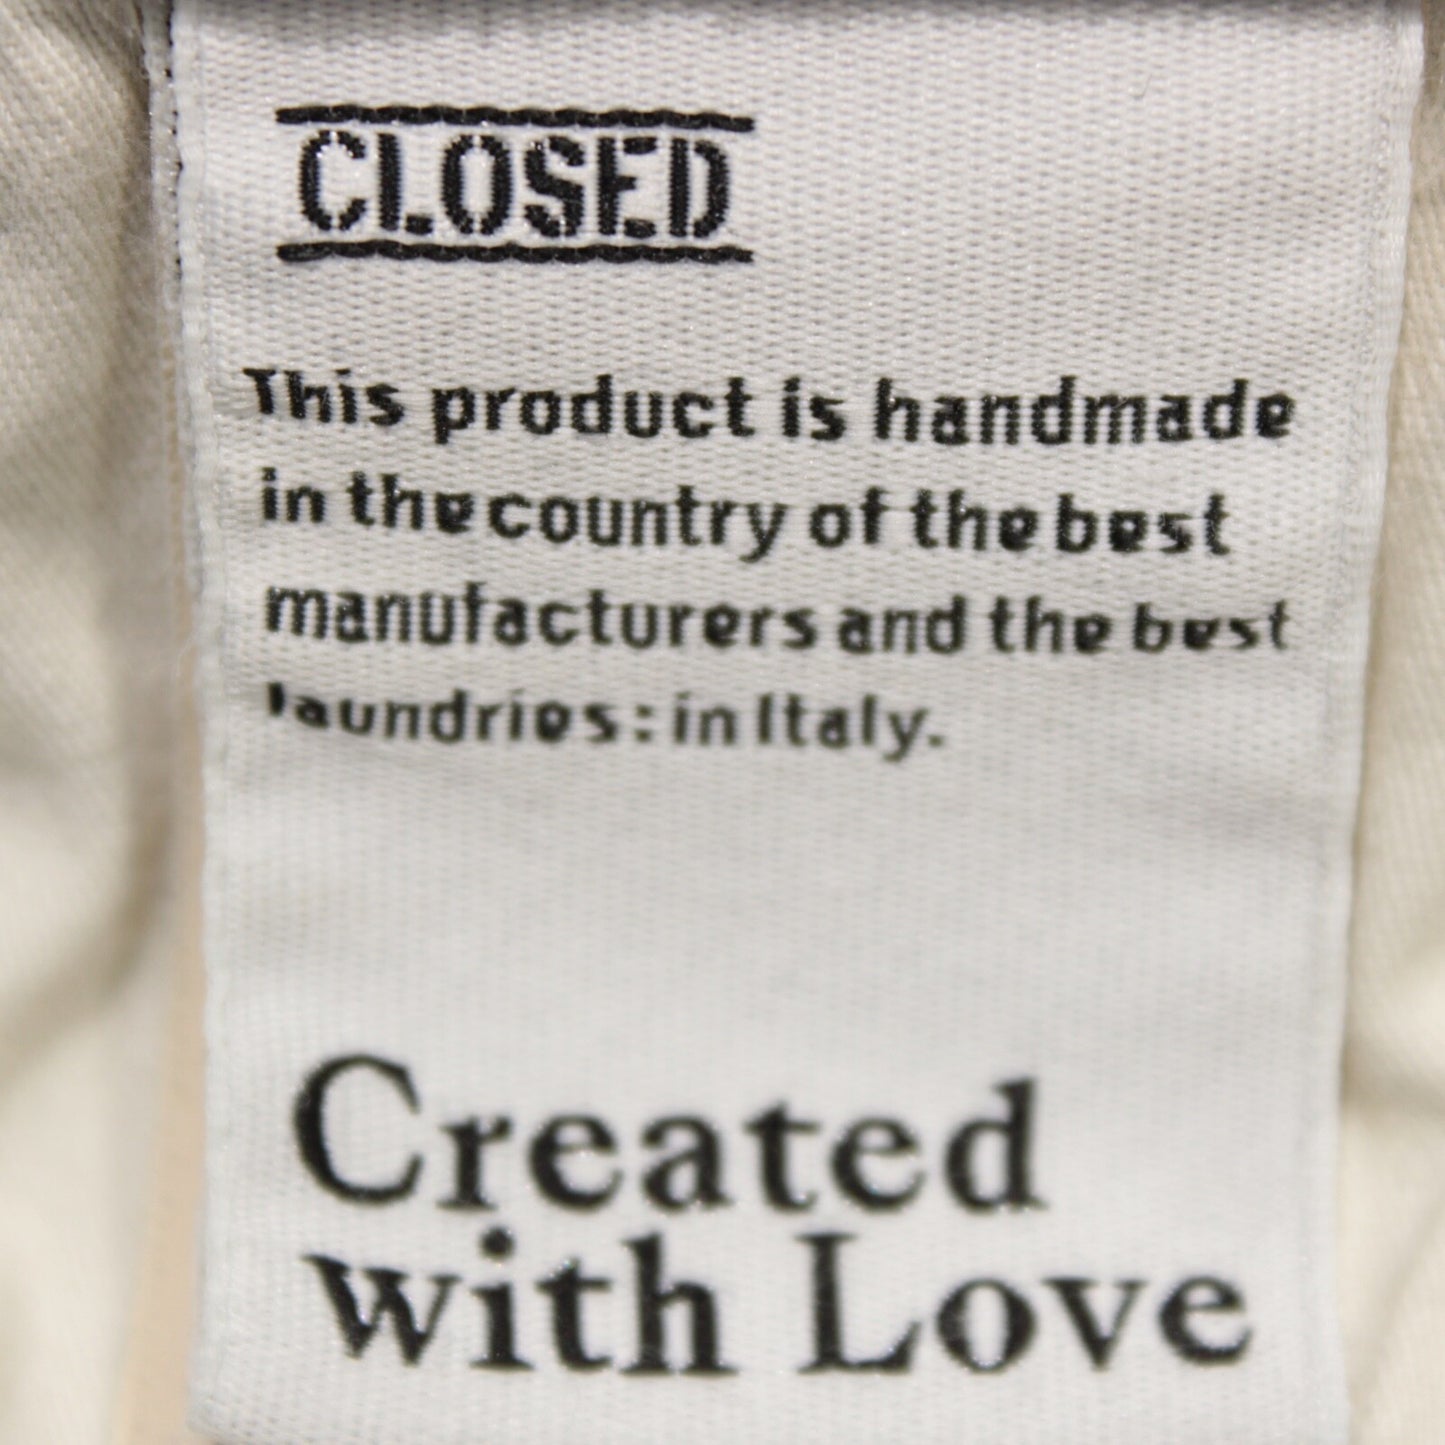 CLOSED
This product is handmade
in the country of the best
manufacturers and the best
laundries: in Italy.
Created
with Love